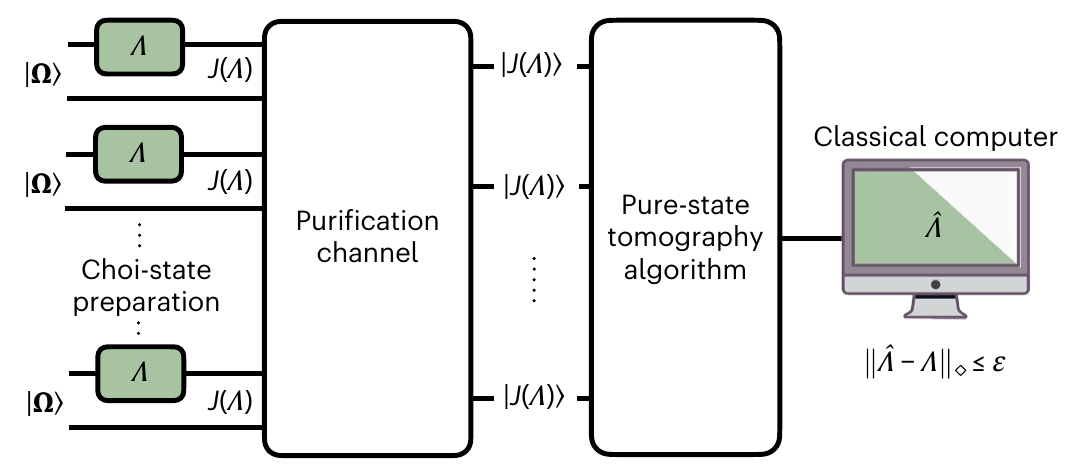 Λ
|Ω⟩
J(Λ)
Λ
|Ω⟩
J(Λ)
Choi-state
preparation
Λ
|Ω⟩
J(Λ)
Purification
channel
|J(Λ)⟩
|J(Λ)⟩
|J(Λ)⟩
Pure-state
tomography
algorithm
Classical computer
Λ̂
||Λ̂ − Λ||⋄ ≤ ε